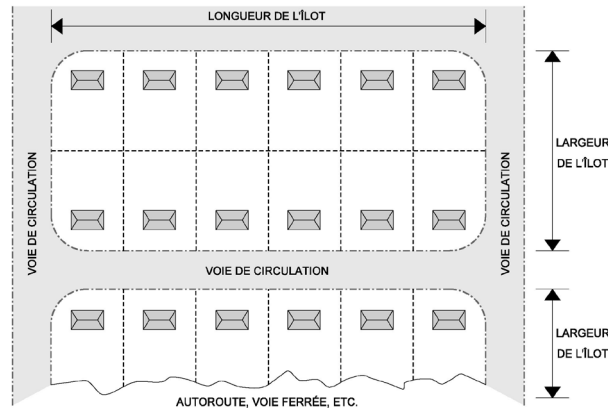 LONGUEUR DE L'ÎLOT
LARGEUR
DE L'ÎLOT
VOIE DE CIRCULATION
VOIE DE CIRCULATION
VOIE DE CIRCULATION
LARGEUR
DE L'ÎLOT
AUTOROUTE, VOIE FERRÉE, ETC.